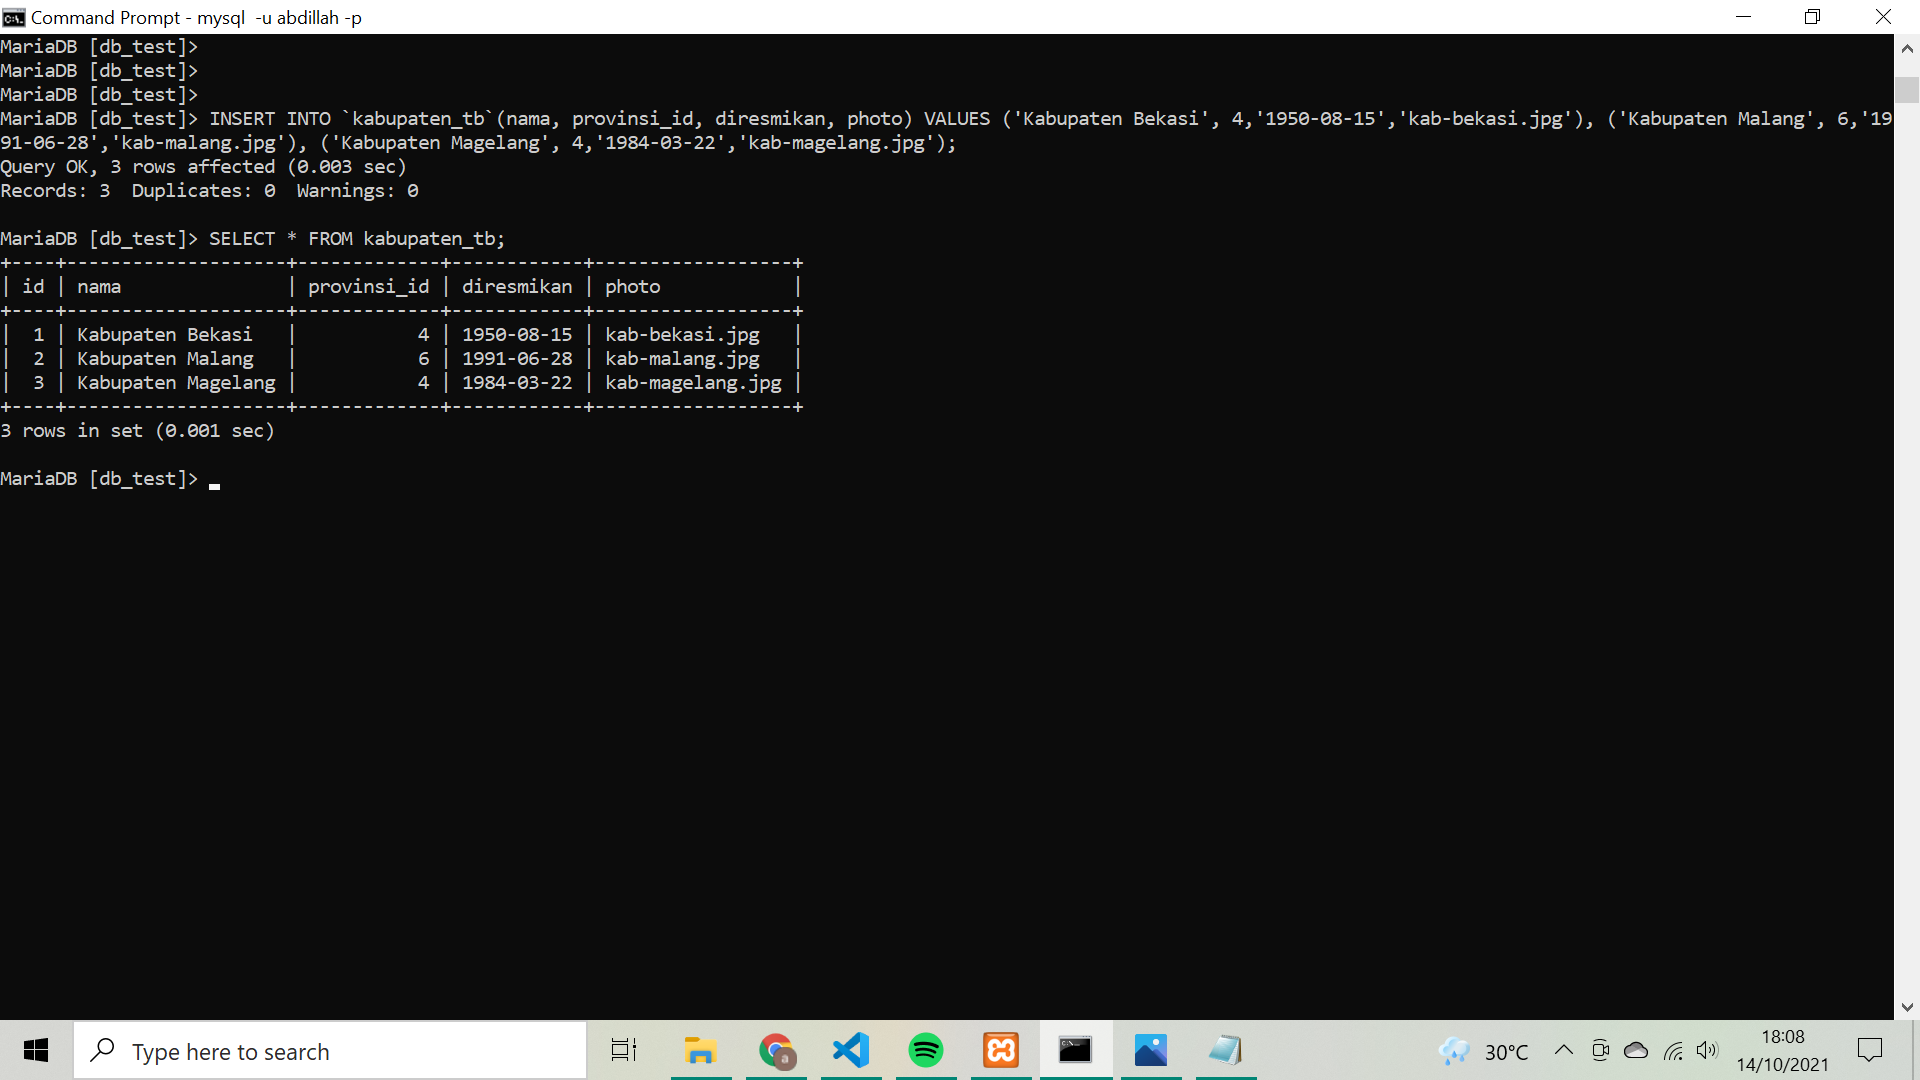 Command Prompt - mysql  -u abdillah -p
MariaDB [db_test]>
MariaDB [db_test]>
MariaDB [db_test]>
MariaDB [db_test]> INSERT INTO `kabupaten_tb`(nama, provinsi_id, diresmikan, photo) VALUES ('Kabupaten Bekasi', 4,'1950-08-15','kab-bekasi.jpg'), ('Kabupaten Malang', 6,'19
91-06-28','kab-malang.jpg'), ('Kabupaten Magelang', 4,'1984-03-22','kab-magelang.jpg');
Query OK, 3 rows affected (0.003 sec)
Records: 3  Duplicates: 0  Warnings: 0
MariaDB [db_test]> SELECT * FROM kabupaten_tb;
+----+--------------------+-------------+------------+------------------+
| id | nama               | provinsi_id | diresmikan | photo            |
+----+--------------------+-------------+------------+------------------+
|  1 | Kabupaten Bekasi   |           4 | 1950-08-15 | kab-bekasi.jpg   |
|  2 | Kabupaten Malang   |           6 | 1991-06-28 | kab-malang.jpg   |
|  3 | Kabupaten Magelang |           4 | 1984-03-22 | kab-magelang.jpg |
+----+--------------------+-------------+------------+------------------+
3 rows in set (0.001 sec)
MariaDB [db_test]>
Type here to search
30°C
18:08
14/10/2021